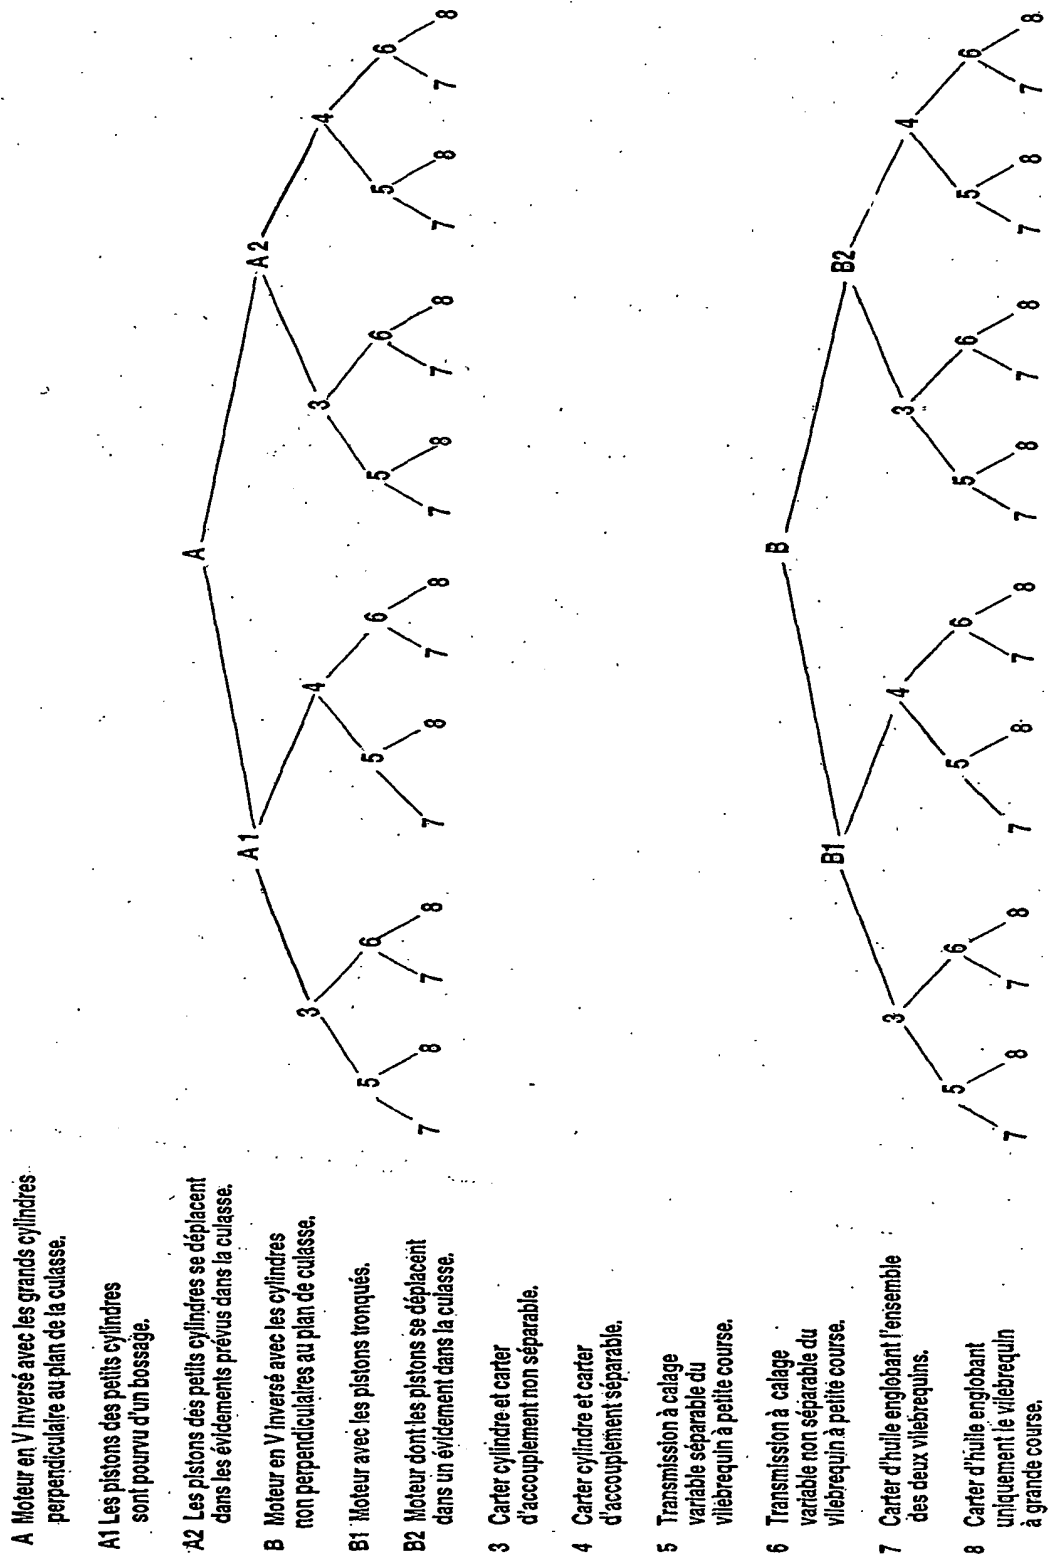 A Moteur en V Inversé avec les grands cylindres
perpendiculaire au plan de la culasse.
A1 Les pistons des petits cylindres
sont pourvu d'un bossage.
A2 Les pistons des petits cylindres se déplacent
dans les évidements prévus dans la culasse.
B Moteur en V Inversé avec les cylindres
non perpendiculaires au plan de culasse.
B1 Moteur avec les pistons tronqués.
B2 Moteur dont les pistons se déplacent
dans un évidement dans la culasse.
3 Carter cylindre et carter
d'accouplement non séparable.
4 Carter cylindre et carter
d'accouplement séparable.
5 Transmission à calage
variable séparable du
vilebrequin à petite course.
6 Transmission à calage
variable non séparable du
vilebrequin à petite course.
7 Carter d'huile englobant l'ensemble
des deux vilebrequins.
8 Carter d'huile englobant
uniquement le vilebrequin
à grande course.
A
A1 A2
3 4 3 4
5 6 5 6 5 6 5 6
7 8 7 8 7 8 7 8 7 8 7 8 7 8 7 8
B
B1 B2
3 4 3 4
5 6 5 6 5 6 5 6
7 8 7 8 7 8 7 8 7 8 7 8 7 8 7 8